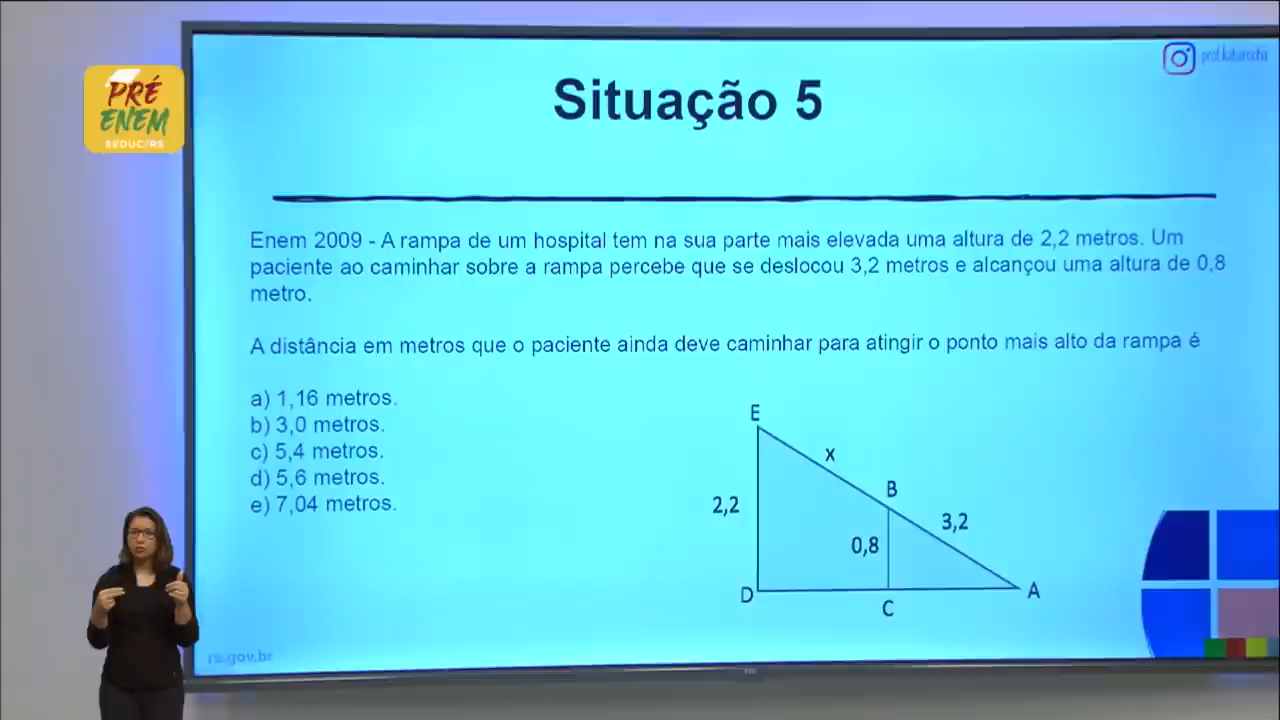 PRÉ
ENEM
SEDUC/RS
Situação 5
Enem 2009 - A rampa de um hospital tem na sua parte mais elevada uma altura de 2,2 metros. Um
paciente ao caminhar sobre a rampa percebe que se deslocou 3,2 metros e alcançou uma altura de 0,8
metro.
A distância em metros que o paciente ainda deve caminhar para atingir o ponto mais alto da rampa é
a) 1,16 metros.
b) 3,0 metros.
c) 5,4 metros.
d) 5,6 metros.
e) 7,04 metros.
E
x
B
2,2
3,2
0,8
D
C
A
rs.gov.br